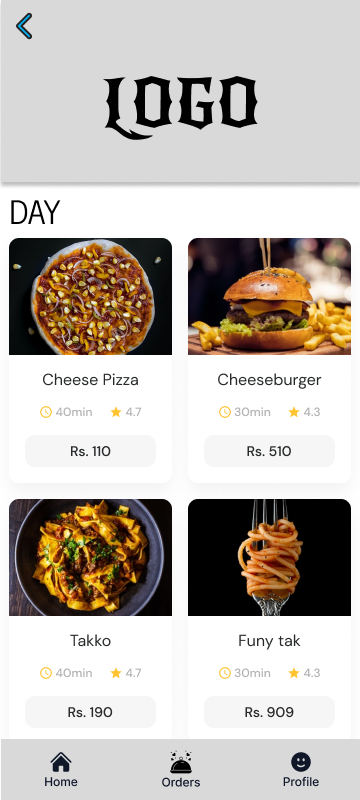 LOGO
DAY
Cheese Pizza
Cheeseburger
40min 4.7
30min 4.3
Rs. 110
Rs. 510
Takko
Funy tak
40min 4.7
30min 4.3
Rs. 190
Rs. 909
Home
Orders
Profile